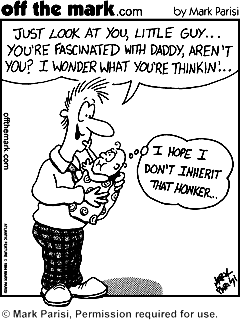 off the mark.com by Mark Parisi
JUST LOOK AT YOU, LITTLE GUY...
YOU'RE FASCINATED WITH DADDY, AREN'T
YOU? I WONDER WHAT YOU'RE THINKIN'...
I HOPE I
DON'T INHERIT
THAT HONKER...
offthemark.com
© Mark Parisi, Permission required for use.